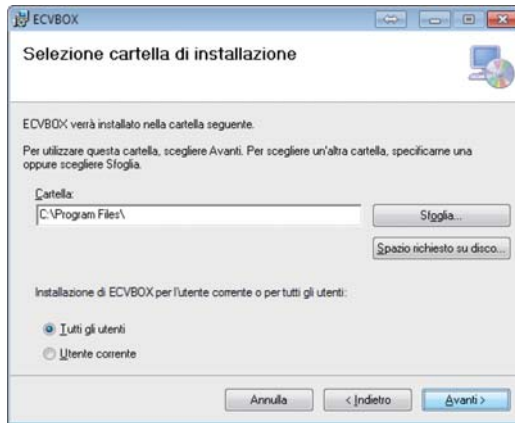 ECVBOX
Selezione cartella di installazione
ECVBOX verrà installato nella cartella seguente.
Per utilizzare questa cartella, scegliere Avanti. Per scegliere un'altra cartella, specificarne una
oppure scegliere Sfoglia.
Cartella:
C:\Program Files\
Sfoglia...
Spazio richiesto su disco...
Installazione di ECVBOX per l'utente corrente o per tutti gli utenti:
Tutti gli utenti
Utente corrente
Annulla < Indietro Avanti >